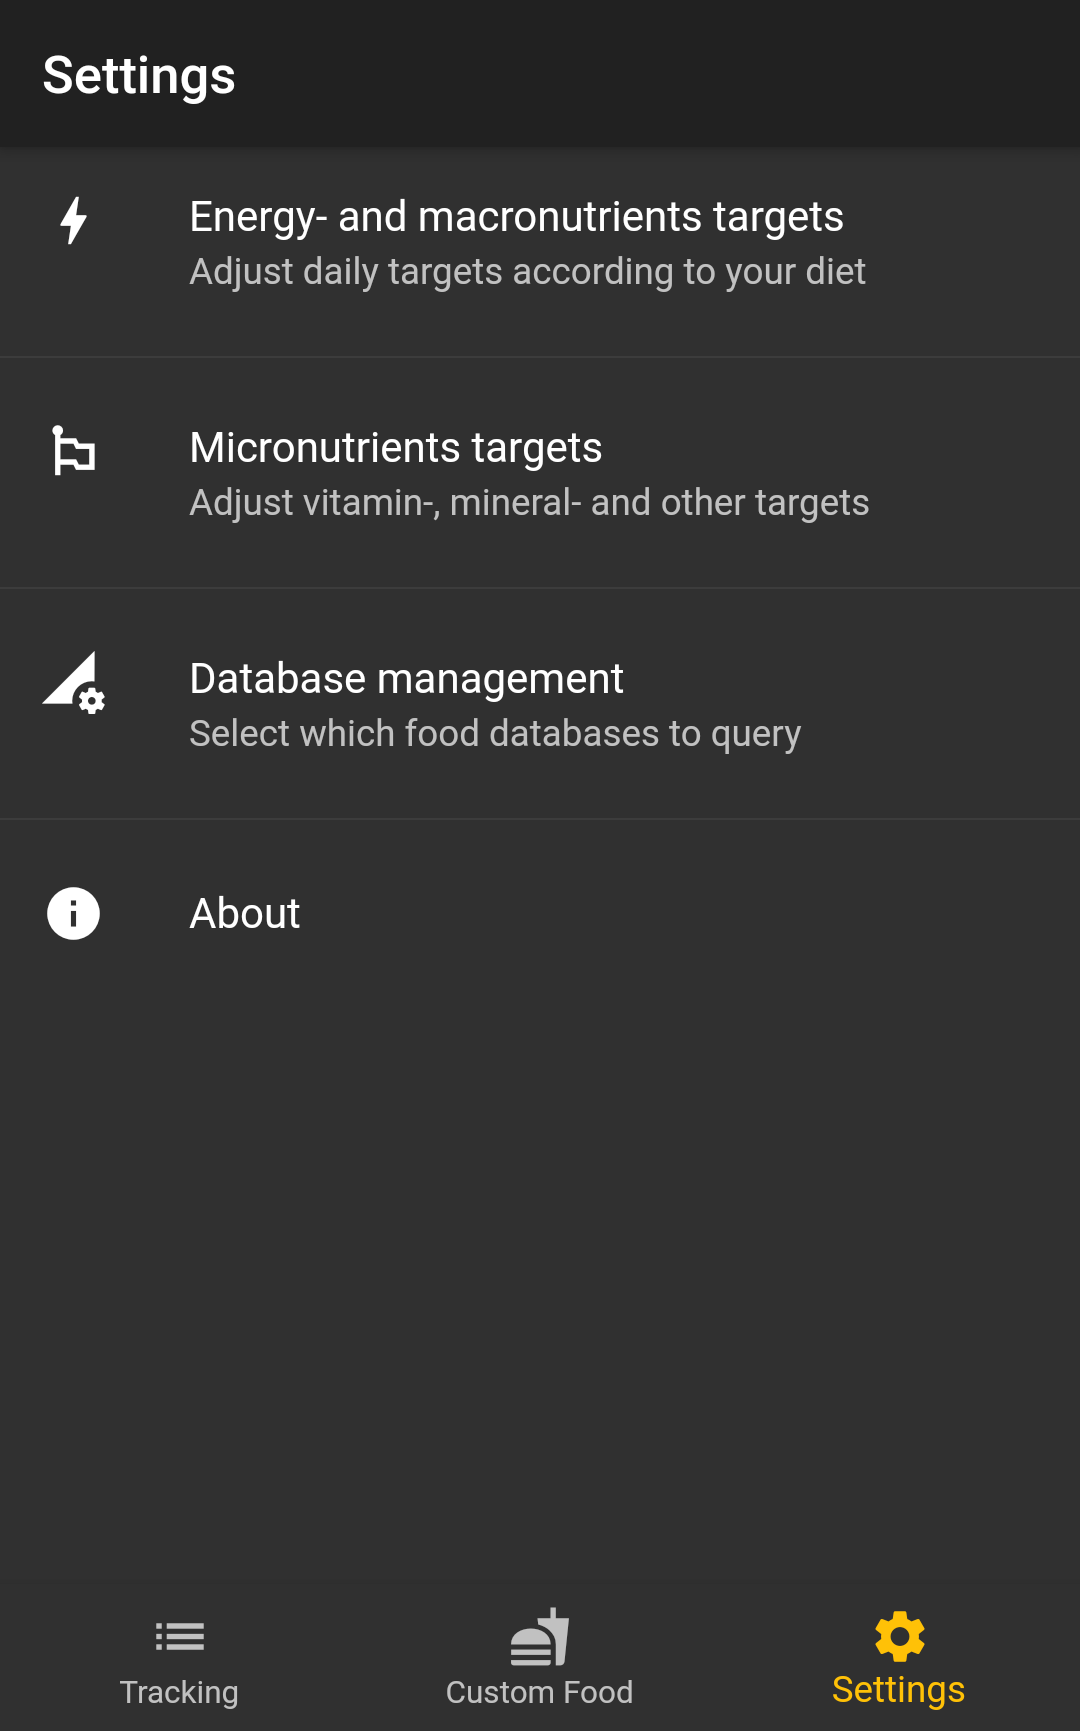 Settings
Energy- and macronutrients targets
Adjust daily targets according to your diet
Micronutrients targets
Adjust vitamin-, mineral- and other targets
Database management
Select which food databases to query
About
Tracking
Custom Food
Settings